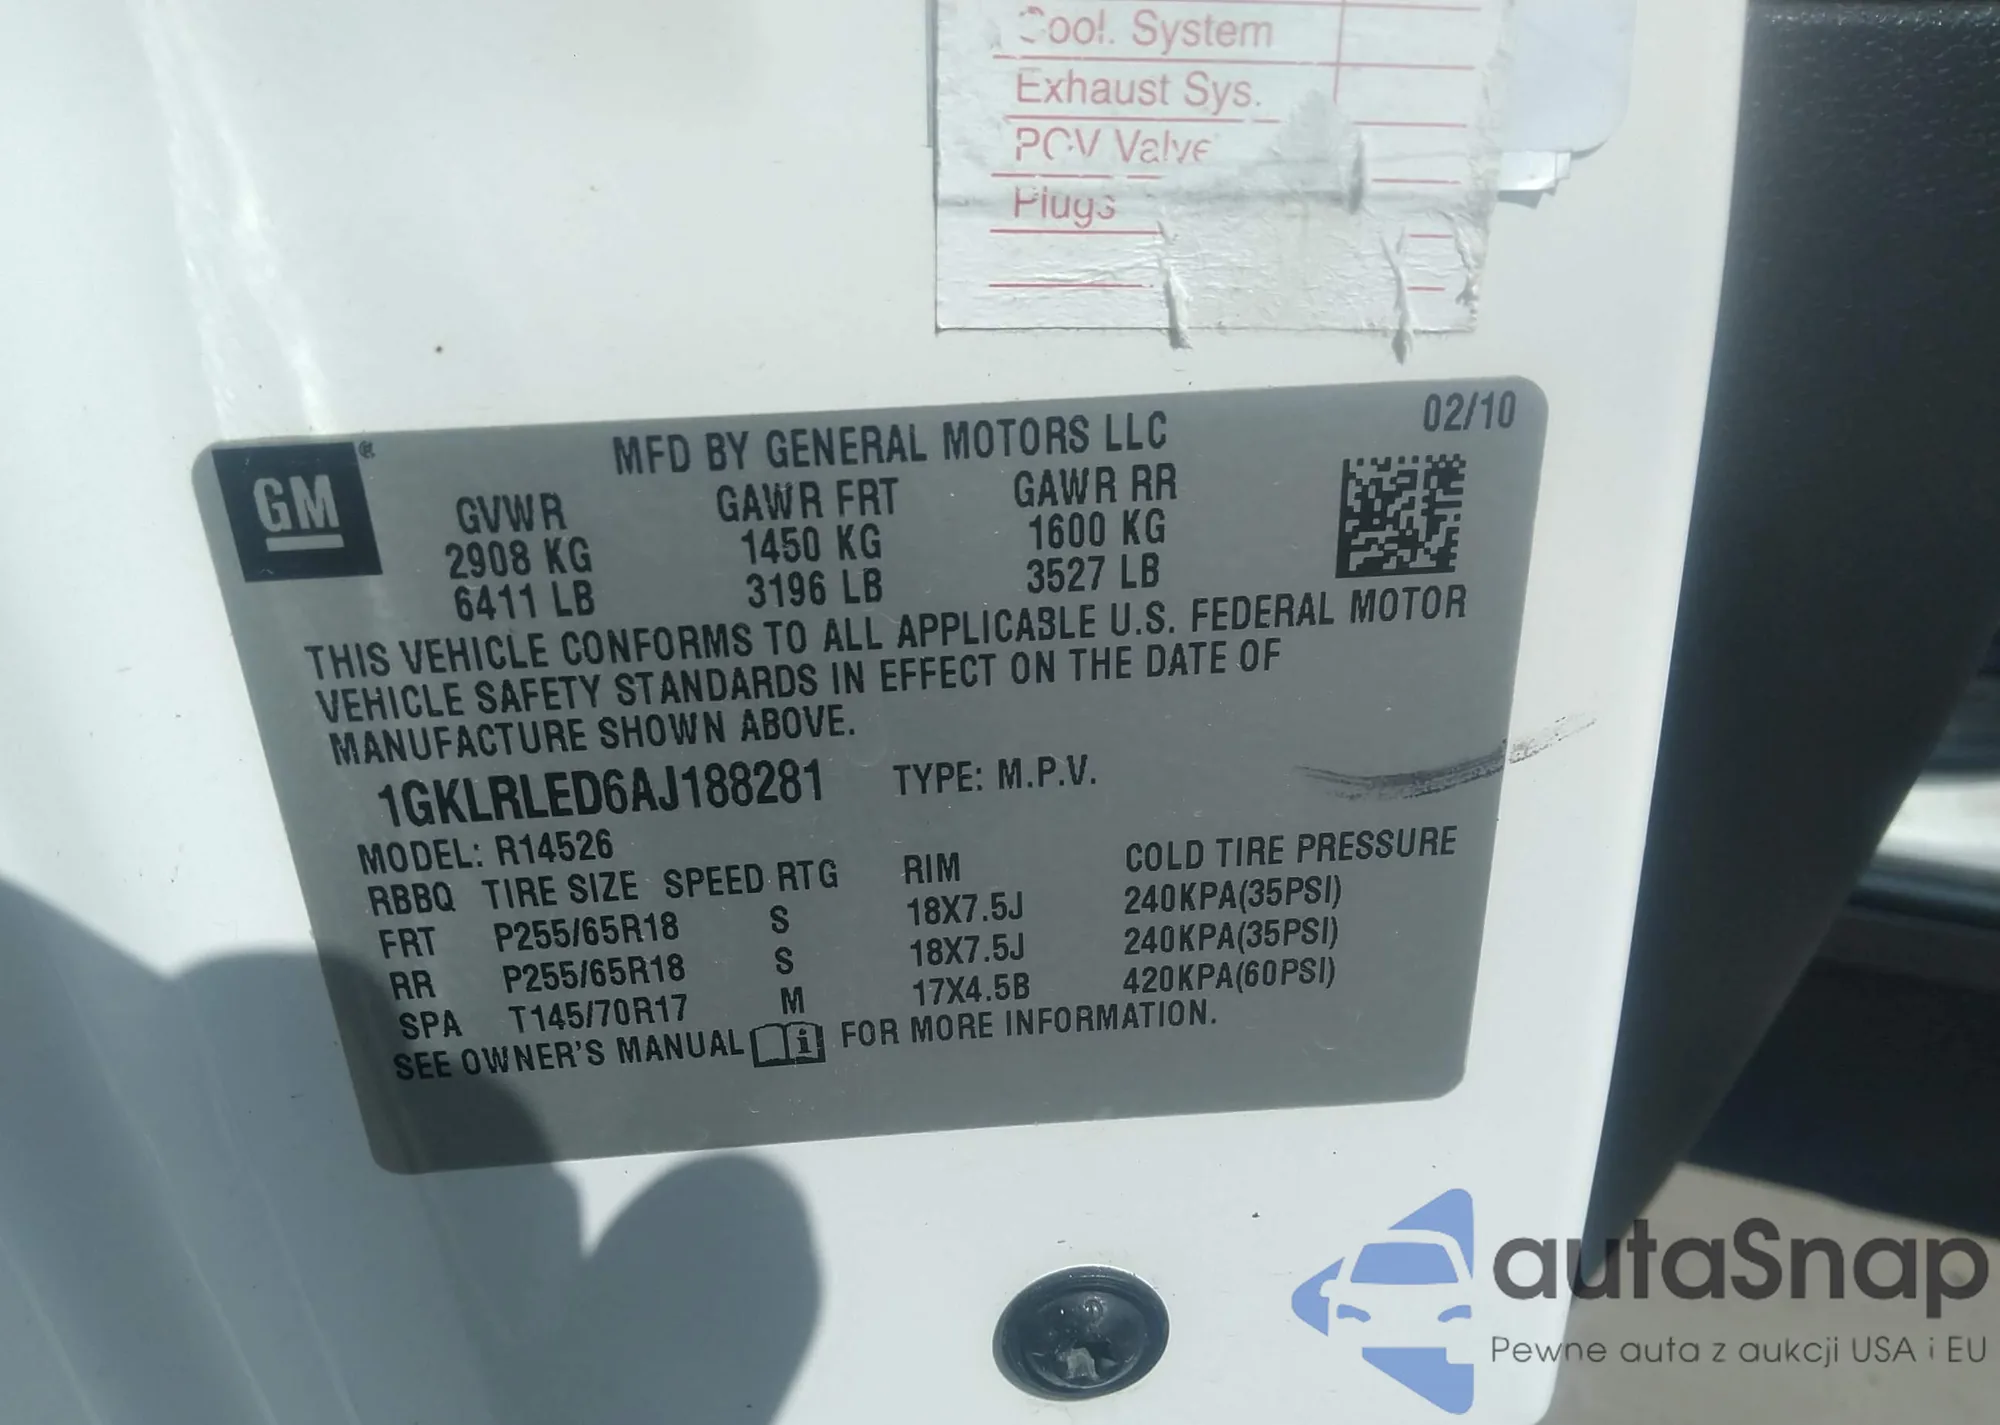 Cool. System
Exhaust Sys.
PCV Valve
Plugs
02/10
GM
MFD BY GENERAL MOTORS LLC
GVWR GAWR FRT GAWR RR
2908 KG 1450 KG 1600 KG
6411 LB 3196 LB 3527 LB
THIS VEHICLE CONFORMS TO ALL APPLICABLE U.S. FEDERAL MOTOR
VEHICLE SAFETY STANDARDS IN EFFECT ON THE DATE OF
MANUFACTURE SHOWN ABOVE.
1GKLRLED6AJ188281 TYPE: M.P.V.
MODEL: R14526
RBBQ TIRE SIZE SPEED RTG RIM COLD TIRE PRESSURE
FRT P255/65R18 S 18X7.5J 240KPA(35PSI)
RR P255/65R18 S 18X7.5J 240KPA(35PSI)
SPA T145/70R17 M 17X4.5B 420KPA(60PSI)
SEE OWNER'S MANUAL i FOR MORE INFORMATION.
autaSnap
Pewne auta z aukcji USA i EU